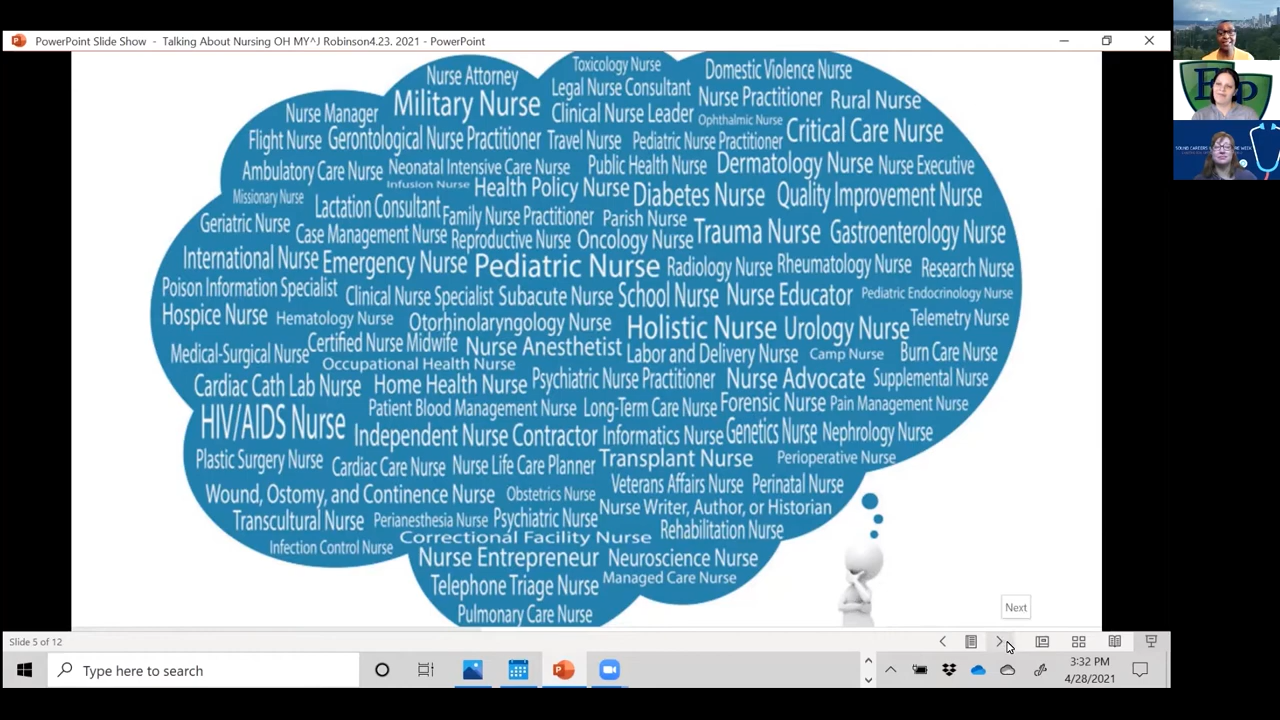 PowerPoint Slide Show - Talking About Nursing OH MY^J Robinson4.23. 2021 - PowerPoint
Toxicology Nurse
Nurse Attorney Legal Nurse Consultant Domestic Violence Nurse
Military Nurse Clinical Nurse Leader Nurse Practitioner Rural Nurse
Nurse Manager Ophthalmic Nurse
Flight Nurse Gerontological Nurse Practitioner Travel Nurse Pediatric Nurse Practitioner Critical Care Nurse
Ambulatory Care Nurse Neonatal Intensive Care Nurse Public Health Nurse Dermatology Nurse Nurse Executive
Missionary Nurse Infusion Nurse Health Policy Nurse Diabetes Nurse Quality Improvement Nurse
Geriatric Nurse Lactation Consultant Family Nurse Practitioner Parish Nurse
Case Management Nurse Reproductive Nurse Oncology Nurse Trauma Nurse Gastroenterology Nurse
International Nurse Emergency Nurse Pediatric Nurse Radiology Nurse Rheumatology Nurse Research Nurse
Poison Information Specialist Clinical Nurse Specialist Subacute Nurse School Nurse Nurse Educator Pediatric Endocrinology Nurse
Hospice Nurse Hematology Nurse Otorhinolaryngology Nurse Holistic Nurse Urology Nurse Telemetry Nurse
Medical-Surgical Nurse Certified Nurse Midwife Nurse Anesthetist Labor and Delivery Nurse Camp Nurse Burn Care Nurse
Occupational Health Nurse
Cardiac Cath Lab Nurse Home Health Nurse Psychiatric Nurse Practitioner Nurse Advocate Supplemental Nurse
HIV/AIDS Nurse Patient Blood Management Nurse Long-Term Care Nurse Forensic Nurse Pain Management Nurse
Independent Nurse Contractor Informatics Nurse Genetics Nurse Nephrology Nurse
Plastic Surgery Nurse Cardiac Care Nurse Nurse Life Care Planner Transplant Nurse Perioperative Nurse
Wound, Ostomy, and Continence Nurse Obstetrics Nurse Veterans Affairs Nurse Perinatal Nurse
Transcultural Nurse Perianesthesia Nurse Psychiatric Nurse Nurse Writer, Author, or Historian
Infection Control Nurse Correctional Facility Nurse Rehabilitation Nurse
Nurse Entrepreneur Neuroscience Nurse
Telephone Triage Nurse Managed Care Nurse
Pulmonary Care Nurse
Next
Slide 5 of 12
Type here to search
3:32 PM
4/28/2021